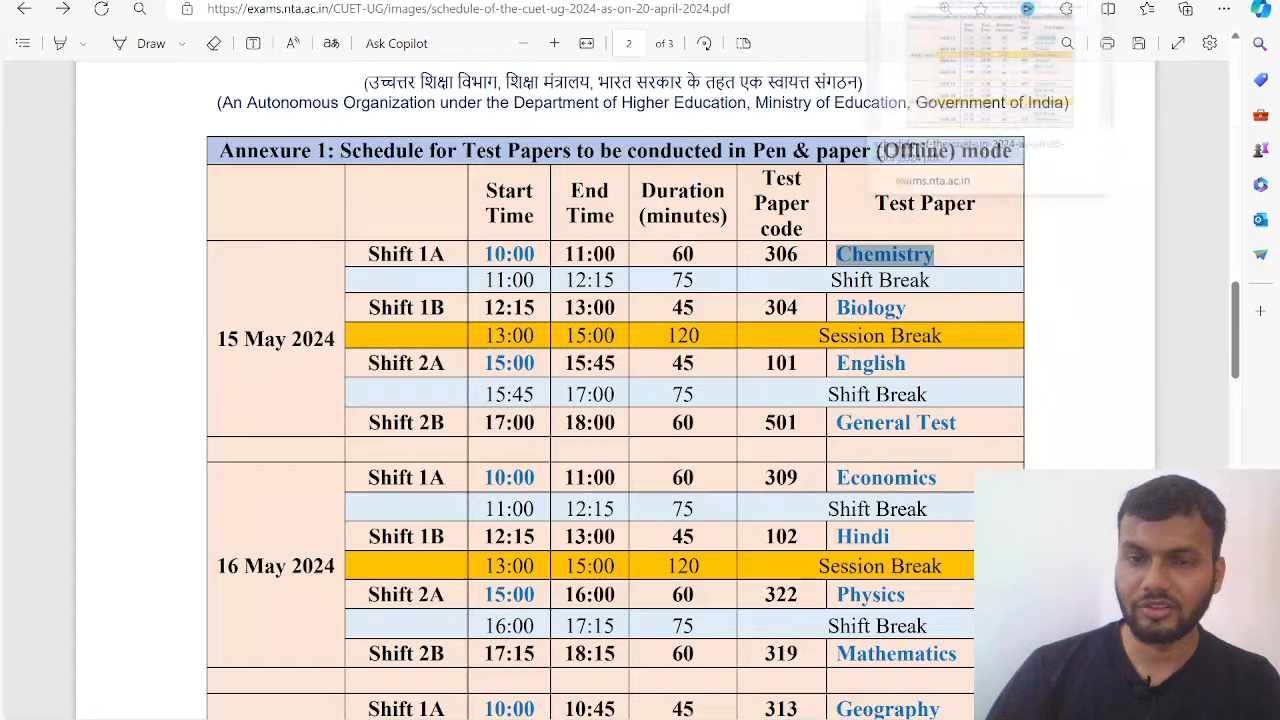 https://exams.nta.ac.in/CUET-UG/images/schedule-of-the-cuet-ug-2024-as-on-20-april-2024.pdf
Draw Ask Copilot 2 of 3
(उच्चत्तर शिक्षा विभाग, शिक्षा मंत्रालय, भारत सरकार के तहत एक स्वायत्त संगठन)
(An Autonomous Organization under the Department of Higher Education, Ministry of Education, Government of India)
exams.nta.ac.in
Annexure 1: Schedule for Test Papers to be conducted in Pen & paper (Offline) mode
Start Time End Time Duration (minutes) Test Paper code Test Paper
15 May 2024
Shift 1A 10:00 11:00 60 306 Chemistry
11:00 12:15 75 Shift Break
Shift 1B 12:15 13:00 45 304 Biology
13:00 15:00 120 Session Break
Shift 2A 15:00 15:45 45 101 English
15:45 17:00 75 Shift Break
Shift 2B 17:00 18:00 60 501 General Test
16 May 2024
Shift 1A 10:00 11:00 60 309 Economics
11:00 12:15 75 Shift Break
Shift 1B 12:15 13:00 45 102 Hindi
13:00 15:00 120 Session Break
Shift 2A 15:00 16:00 60 322 Physics
16:00 17:15 75 Shift Break
Shift 2B 17:15 18:15 60 319 Mathematics
Shift 1A 10:00 10:45 45 313 Geography